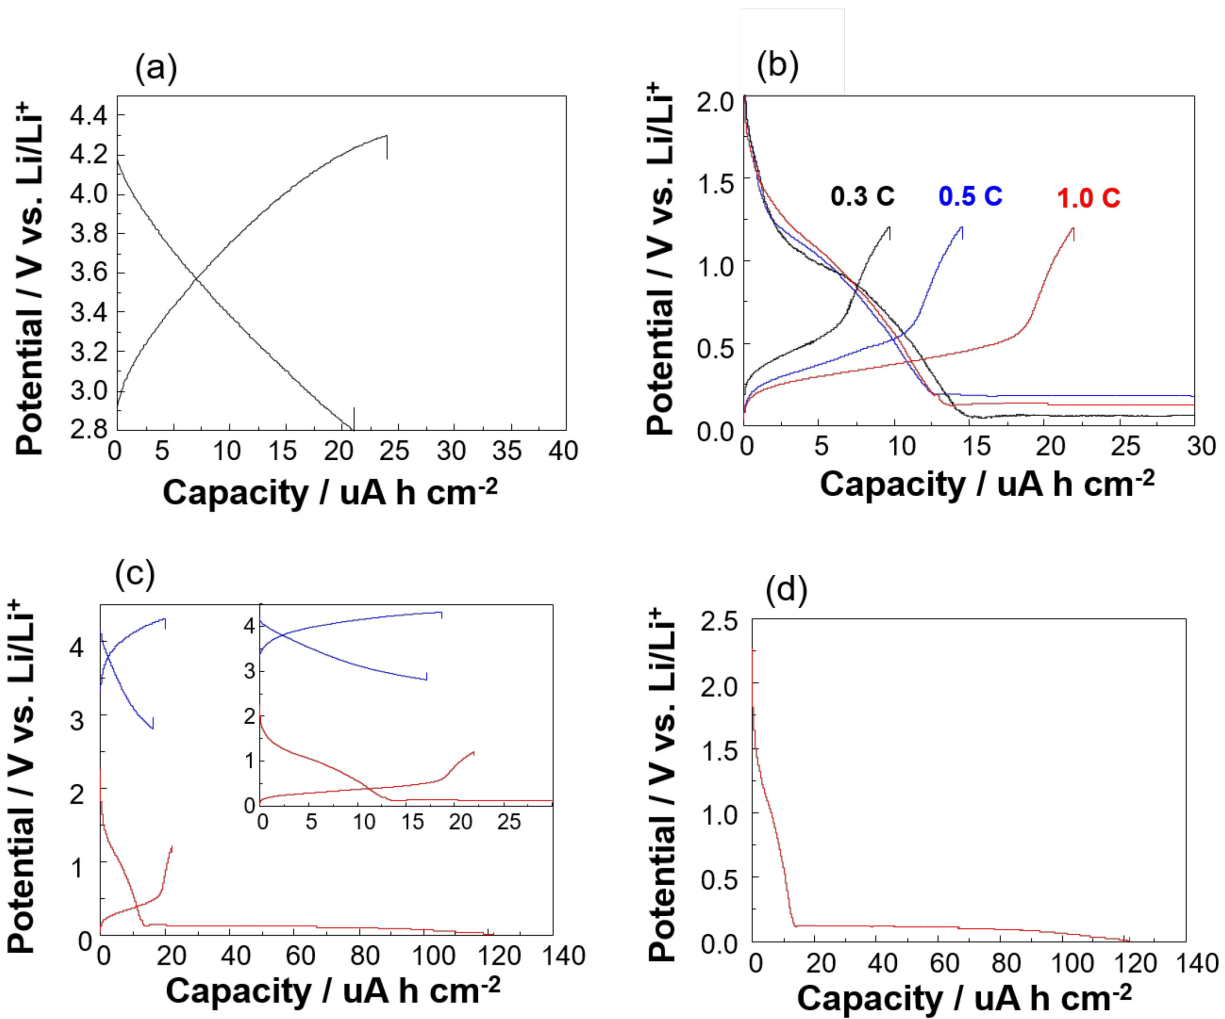 (a)
Potential / V vs. Li/Li⁺
4.4
4.2
4.0
3.8
3.6
3.4
3.2
3.0
2.8
0 5 10 15 20 25 30 35 40
Capacity / uA h cm⁻²
(b)
Potential / V vs. Li/Li⁺
2.0
1.5
1.0
0.5
0.0
0.3 C 0.5 C 1.0 C
0 5 10 15 20 25 30
Capacity / uA h cm⁻²
(c)
Potential / V vs. Li/Li⁺
4
3
2
1
0
4
3
2
1
0
0 5 10 15 20 25
0 20 40 60 80 100 120 140
Capacity / uA h cm⁻²
(d)
Potential / V vs. Li/Li⁺
2.5
2.0
1.5
1.0
0.5
0.0
0 20 40 60 80 100 120 140
Capacity / uA h cm⁻²